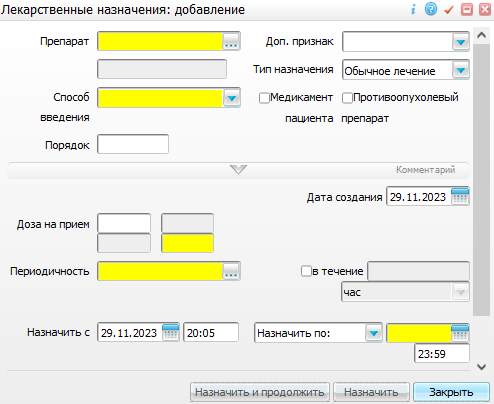 Лекарственные назначения: добавление
Препарат ... Доп. признак
Тип назначения Обычное лечение
Способ введения Медикамент пациента Противоопухолевый препарат
Порядок
Комментарий
Дата создания 29.11.2023
Доза на прием
Периодичность ... в течение
час
Назначить с 29.11.2023 20:05 Назначить по:
23:59
Назначить и продолжить Назначить Закрыть